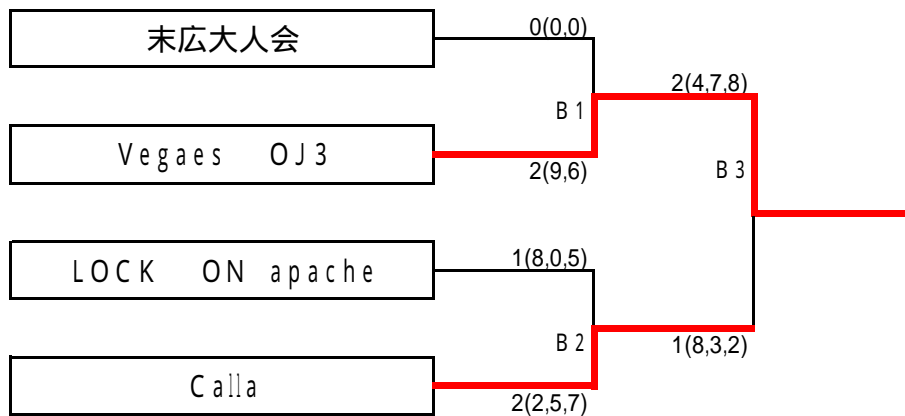 末広大人会
0(0,0)
2(4,7,8)
B 1
Vegaes OJ3
2(9,6)
B 3
LOCK ON apache
1(8,0,5)
B 2
1(8,3,2)
Calla
2(2,5,7)